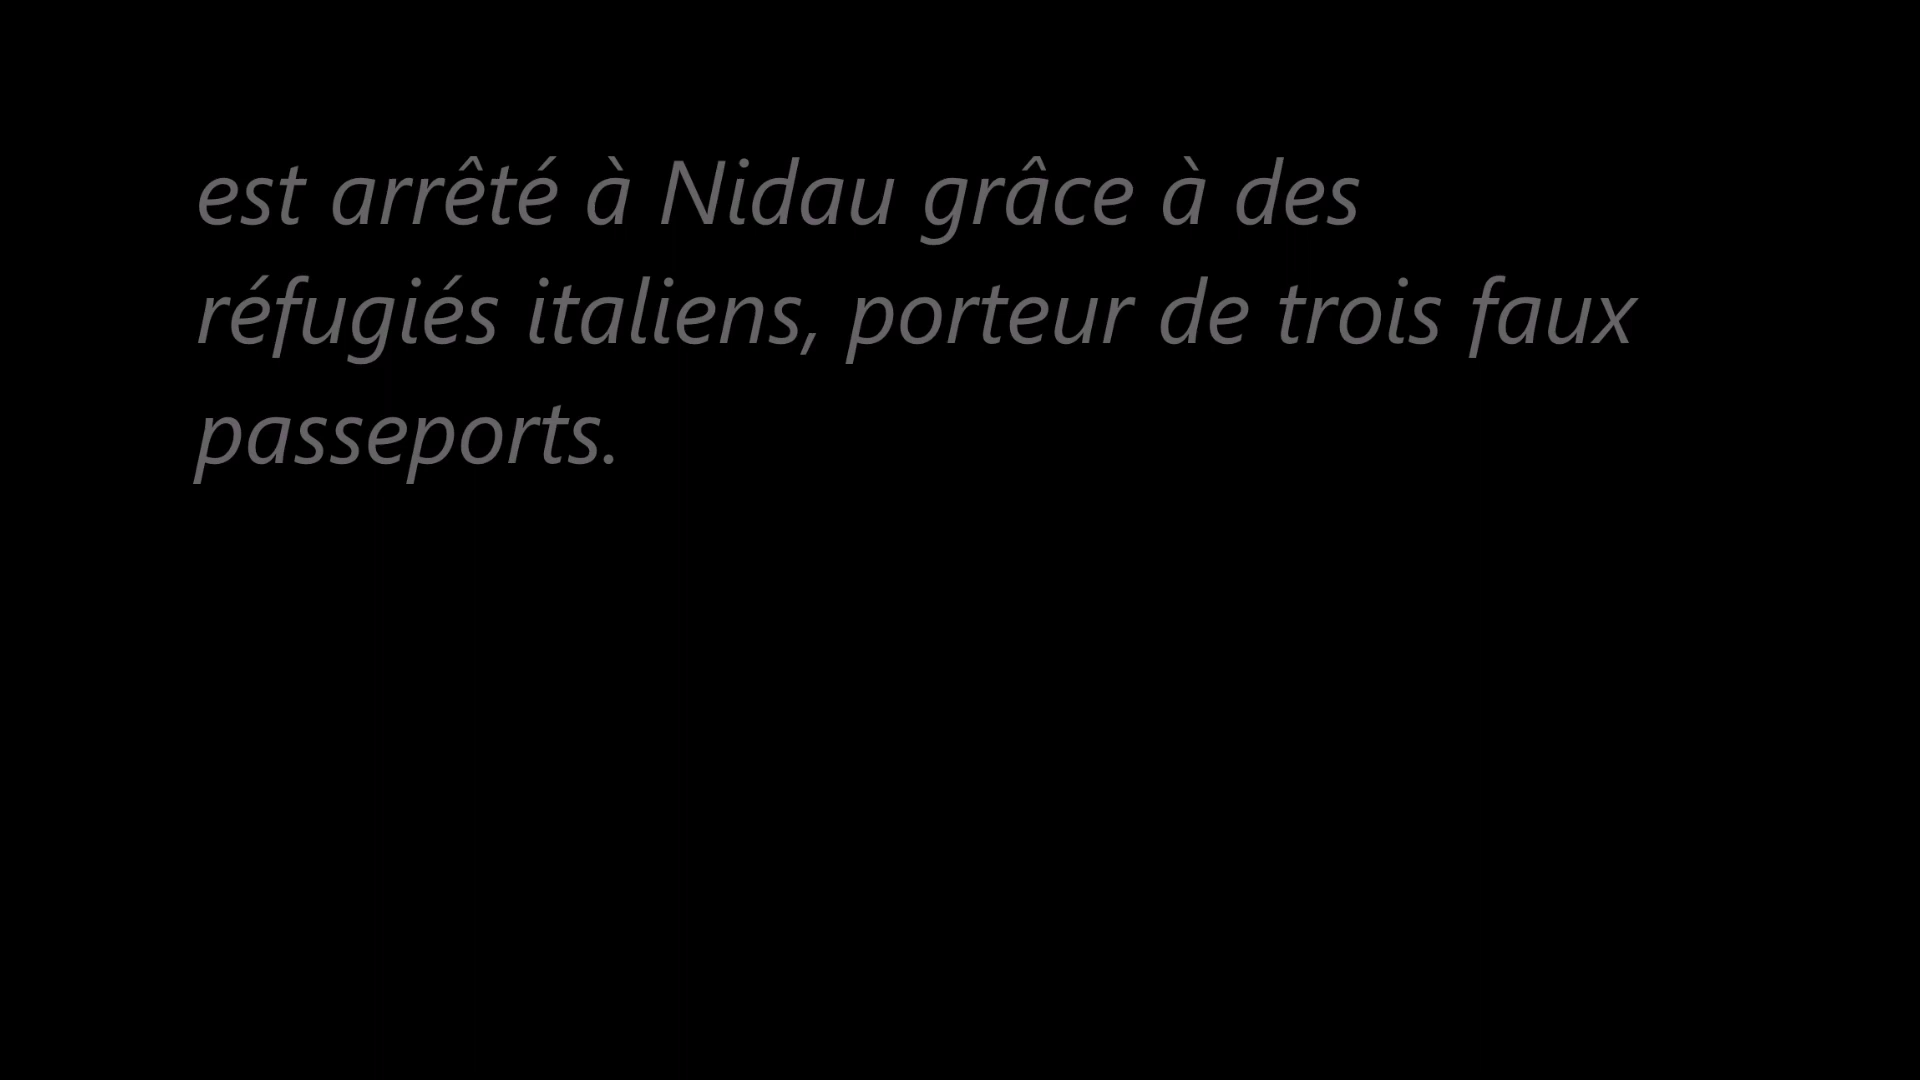 est arrêté à Nidau grâce à des
réfugiés italiens, porteur de trois faux
passeports.